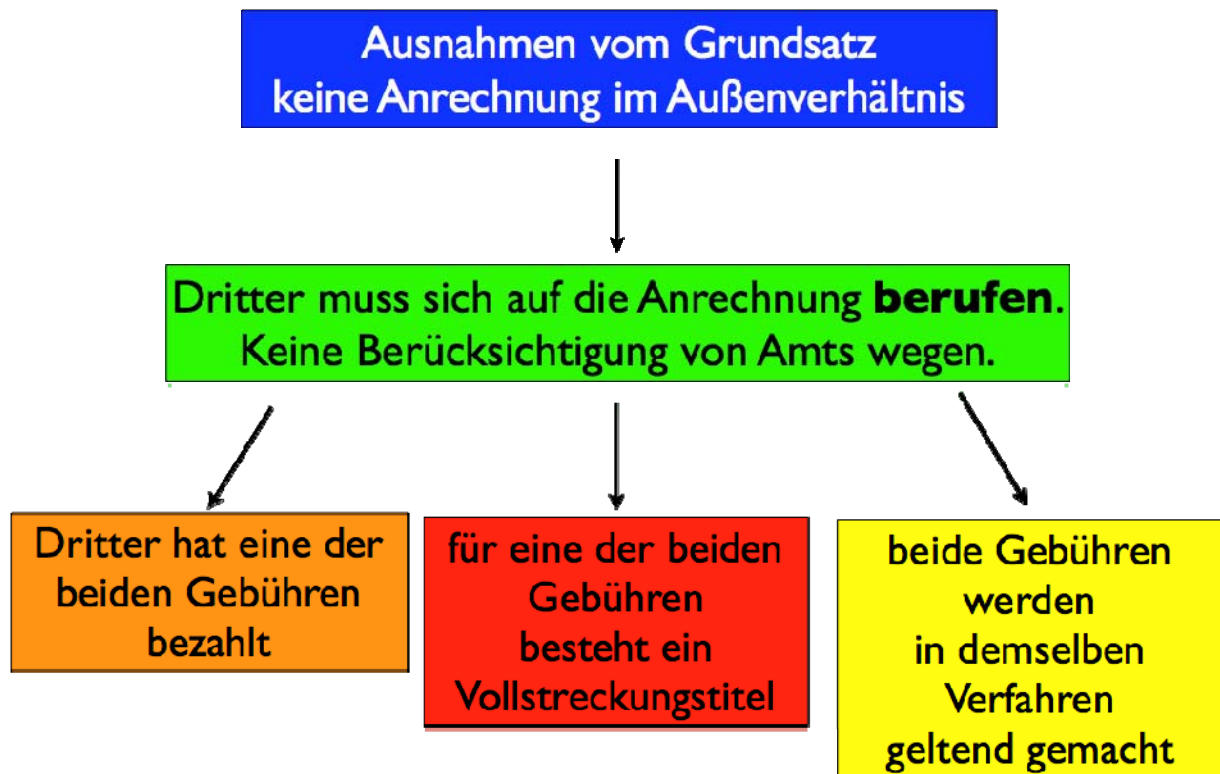 Ausnahmen vom Grundsatz
keine Anrechnung im Außenverhältnis
Dritter muss sich auf die Anrechnung berufen.
Keine Berücksichtigung von Amts wegen.
Dritter hat eine der
beiden Gebühren
bezahlt
für eine der beiden
Gebühren
besteht ein
Vollstreckungstitel
beide Gebühren
werden
in demselben
Verfahren
geltend gemacht